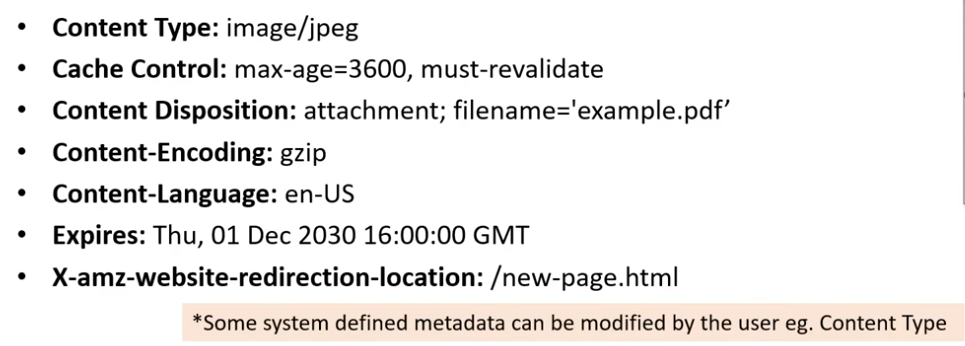 • Content Type: image/jpeg
• Cache Control: max-age=3600, must-revalidate
• Content Disposition: attachment; filename='example.pdf’
• Content-Encoding: gzip
• Content-Language: en-US
• Expires: Thu, 01 Dec 2030 16:00:00 GMT
• X-amz-website-redirection-location: /new-page.html
*Some system defined metadata can be modified by the user eg. Content Type